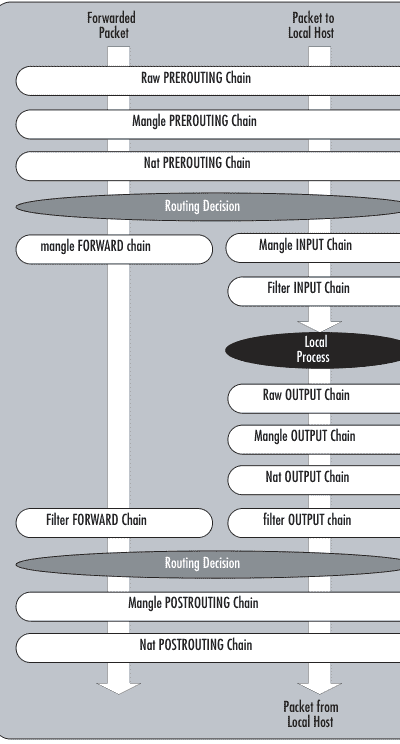 Forwarded
Packet
Packet to
Local Host
Raw PREROUTING Chain
Mangle PREROUTING Chain
Nat PREROUTING Chain
Routing Decision
mangle FORWARD chain
Mangle INPUT Chain
Filter INPUT Chain
Local
Process
Raw OUTPUT Chain
Mangle OUTPUT Chain
Nat OUTPUT Chain
Filter FORWARD Chain
filter OUTPUT chain
Routing Decision
Mangle POSTROUTING Chain
Nat POSTROUTING Chain
Packet from
Local Host